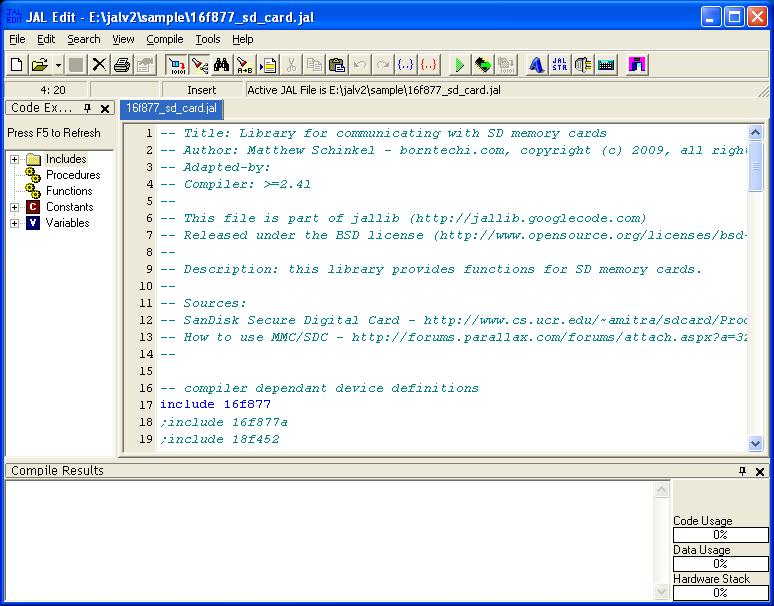 JAL Edit - E:\jalv2\sample\16f877_sd_card.jal
File Edit Search View Compile Tools Help
4: 20 Insert Active JAL File is E:\jalv2\sample\16f877_sd_card.jal
Code Ex...
16f877_sd_card.jal
Press F5 to Refresh
Includes
Procedures
Functions
Constants
Variables
1 -- Title: Library for communicating with SD memory cards
2 -- Author: Matthew Schinkel - borntechi.com, copyright (c) 2009, all righ
3 -- Adapted-by:
4 -- Compiler: >=2.4l
5 --
6 -- This file is part of jallib (http://jallib.googlecode.com)
7 -- Released under the BSD license (http://www.opensource.org/licenses/bsd-
8 --
9 -- Description: this library provides functions for SD memory cards.
10 --
11 -- Sources:
12 -- SanDisk Secure Digital Card - http://www.cs.ucr.edu/~amitra/sdcard/Prod
13 -- How to use MMC/SDC - http://forums.parallax.com/forums/attach.aspx?a=32
14 --
15
16 -- compiler dependant device definitions
17 include 16f877
18 ;include 16f877a
19 ;include 18f452
Compile Results
Code Usage
0%
Data Usage
0%
Hardware Stack
0%